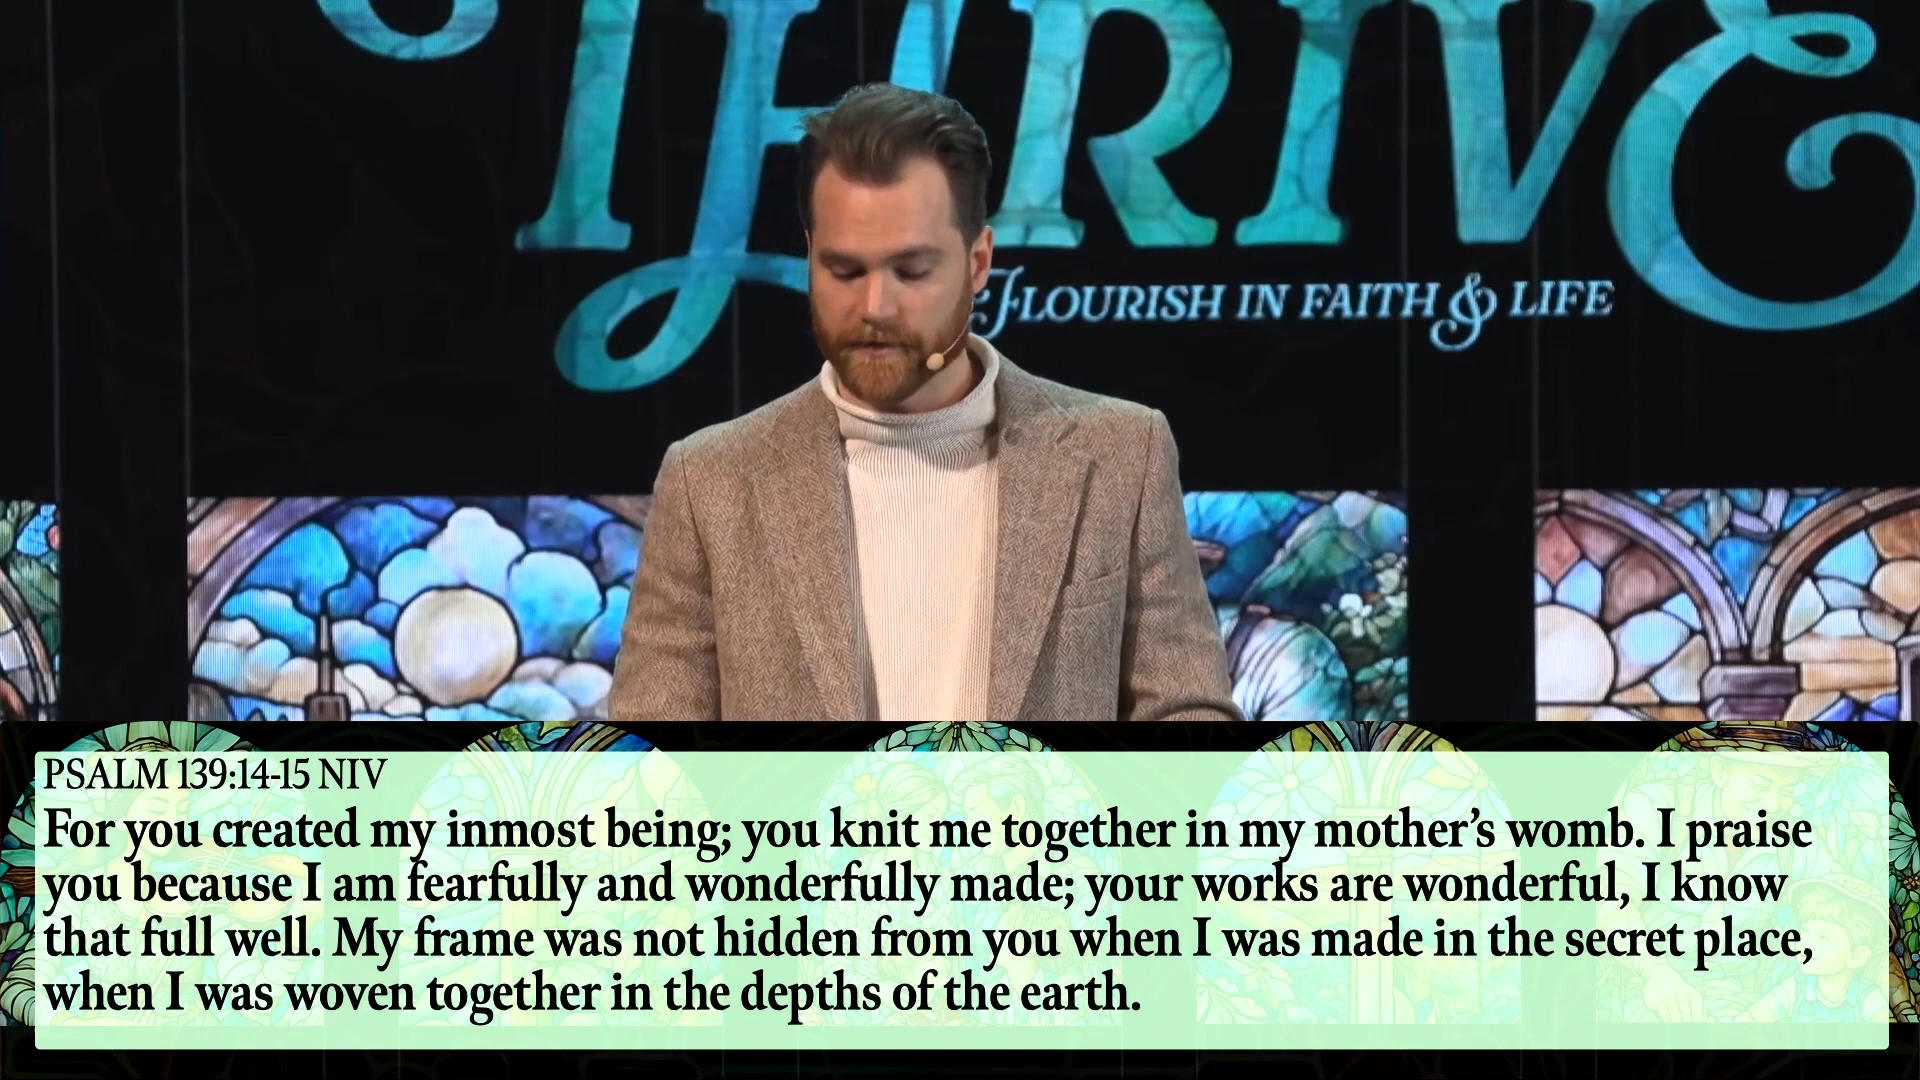 THRIVE
FLOURISH IN FAITH & LIFE
PSALM 139:14-15 NIV
For you created my inmost being; you knit me together in my mother’s womb. I praise
you because I am fearfully and wonderfully made; your works are wonderful, I know
that full well. My frame was not hidden from you when I was made in the secret place,
when I was woven together in the depths of the earth.